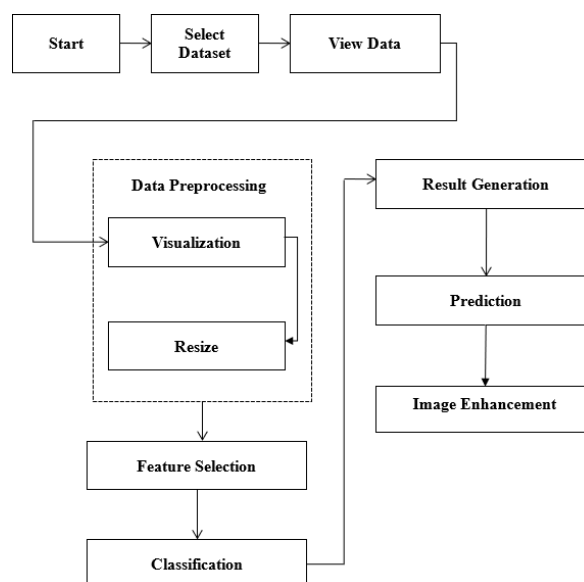 Start
Select
Dataset
View Data
Data Preprocessing
Visualization
Resize
Feature Selection
Classification
Result Generation
Prediction
Image Enhancement